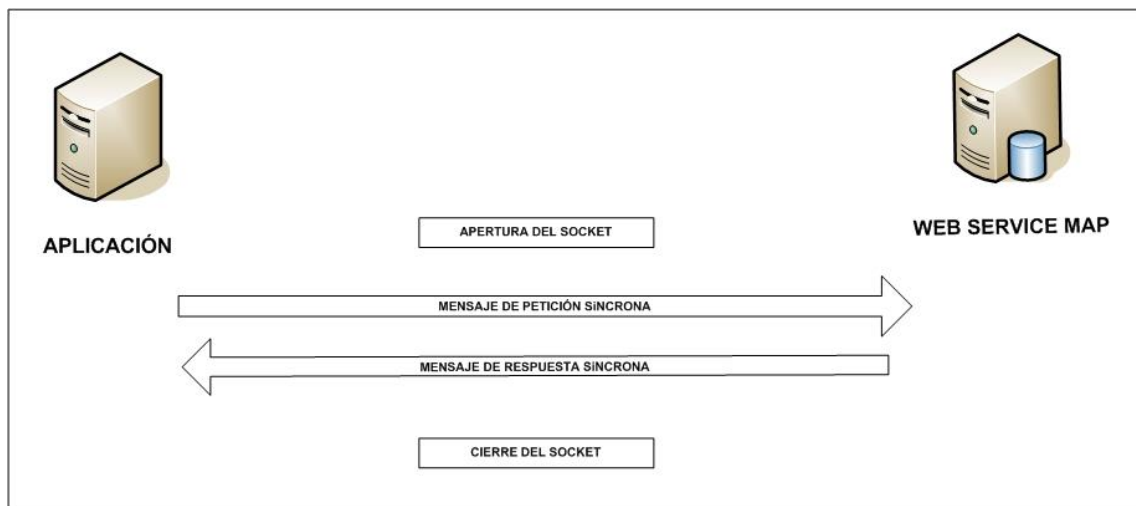 APLICACIÓN
WEB SERVICE MAP
APERTURA DEL SOCKET
MENSAJE DE PETICIÓN SíNCRONA
MENSAJE DE RESPUESTA SíNCRONA
CIERRE DEL SOCKET